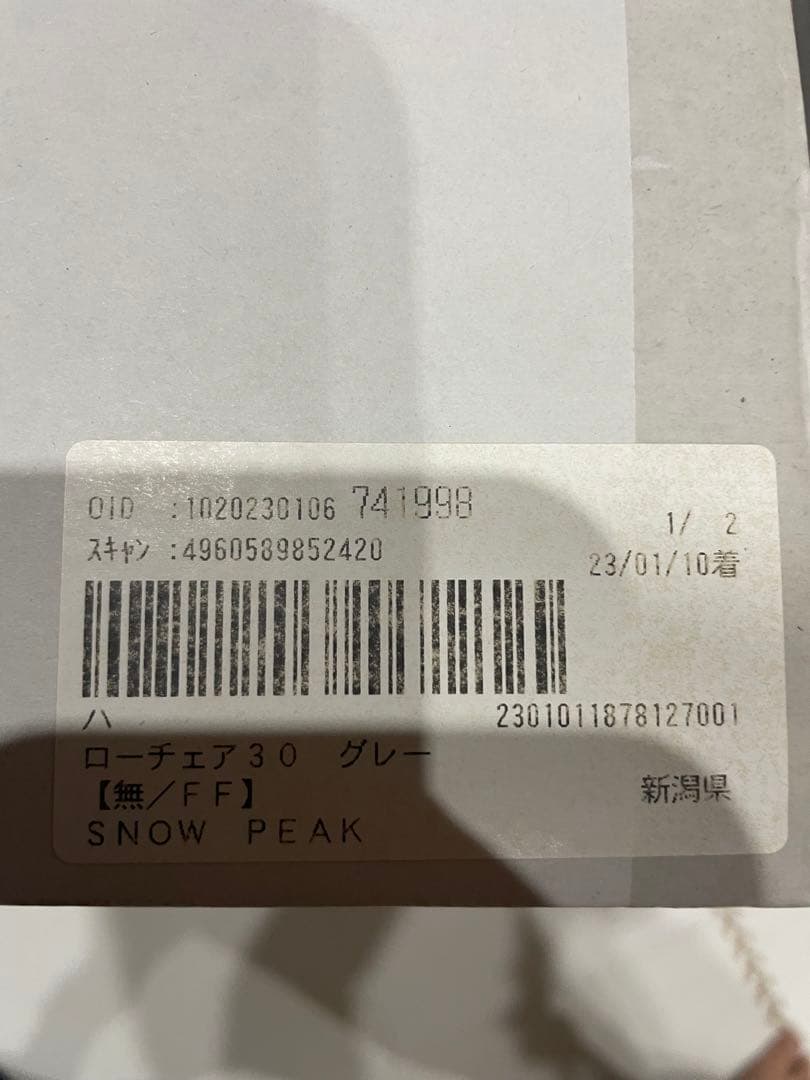 OID :1020230106 741998
1/ 2
ｽｷｬﾝ :4960589852420
23/01/10着
ハ
2301011878127001
ローチェア３０　グレー
【無／ＦＦ】
新潟県
ＳＮＯＷ　ＰＥＡＫ